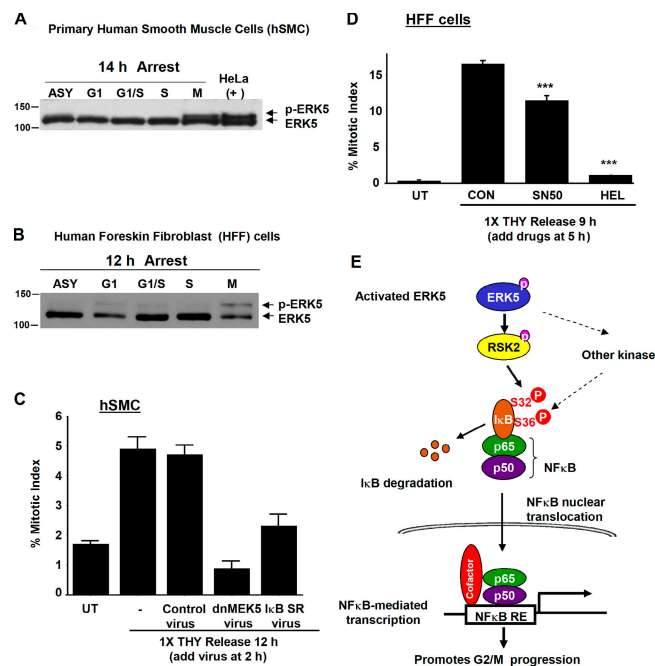 A
Primary Human Smooth Muscle Cells (hSMC)
14 h Arrest
HeLa
(+)
ASY G1 G1/S S M
150
100
p-ERK5
ERK5
B
Human Foreskin Fibroblast (HFF) cells
12 h Arrest
ASY G1 G1/S S M
150
100
p-ERK5
ERK5
C
hSMC
% Mitotic Index
6
5
4
3
2
1
0
UT - Control virus dnMEK5 virus IκB SR virus
1X THY Release 12 h
(add virus at 2 h)
D
HFF cells
% Mitotic Index
15
10
5
0
***
***
UT CON SN50 HEL
1X THY Release 9 h
(add drugs at 5 h)
E
Activated ERK5
ERK5
p
RSK2
p
Other kinase
S32
P
IκB
S36
P
p65
p50
NFκB
IκB degradation
NFκB nuclear
translocation
Cofactor
p65
p50
NFκB-mediated
transcription
NFκB RE
Promotes G2/M progression